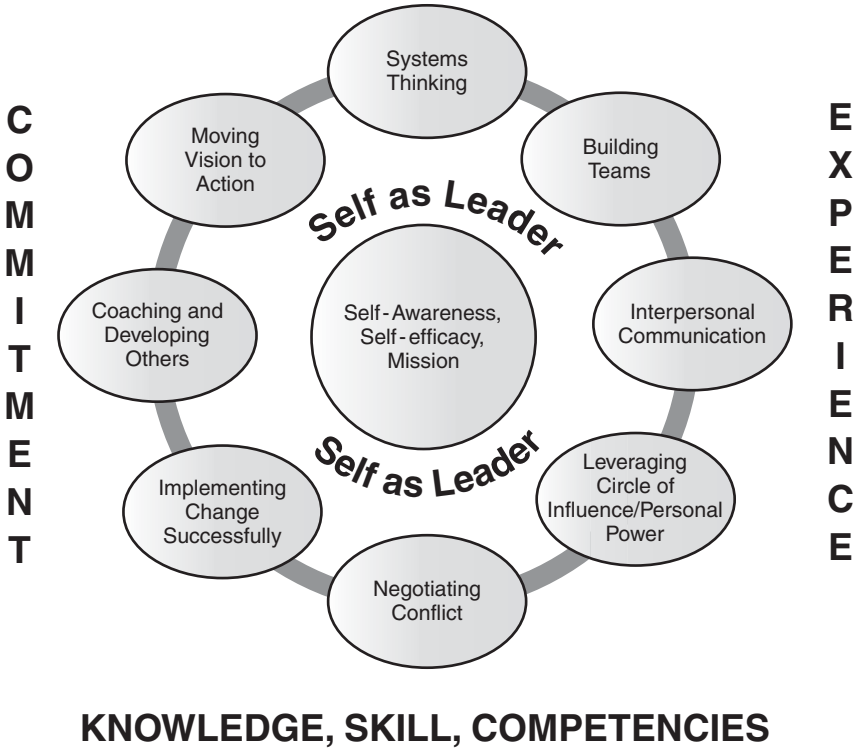 Systems
Thinking
Moving
Vision to
Action
Building
Teams
Self as Leader
COMMITMENT
EXPERIENCE
Coaching and
Developing
Others
Self-Awareness,
Self-efficacy,
Mission
Interpersonal
Communication
Self as Leader
Implementing
Change
Successfully
Leveraging
Circle of
Influence/Personal
Power
Negotiating
Conflict
KNOWLEDGE, SKILL, COMPETENCIES